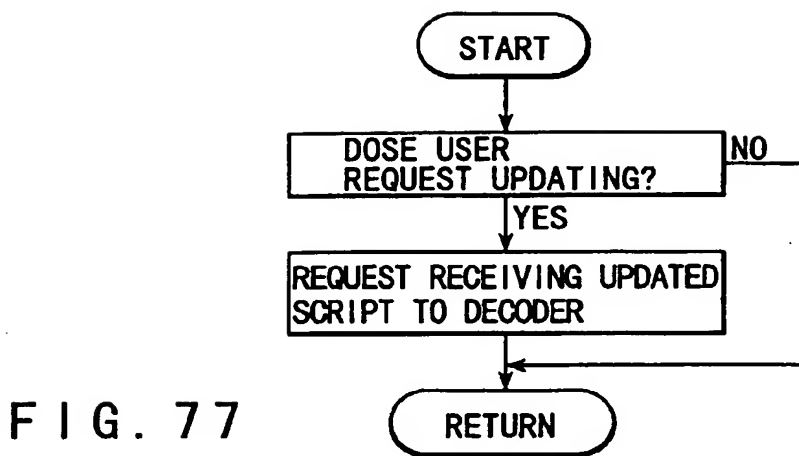 START
DOSE USER
REQUEST UPDATING?
NO
YES
REQUEST RECEIVING UPDATED
SCRIPT TO DECODER
RETURN
FIG. 77